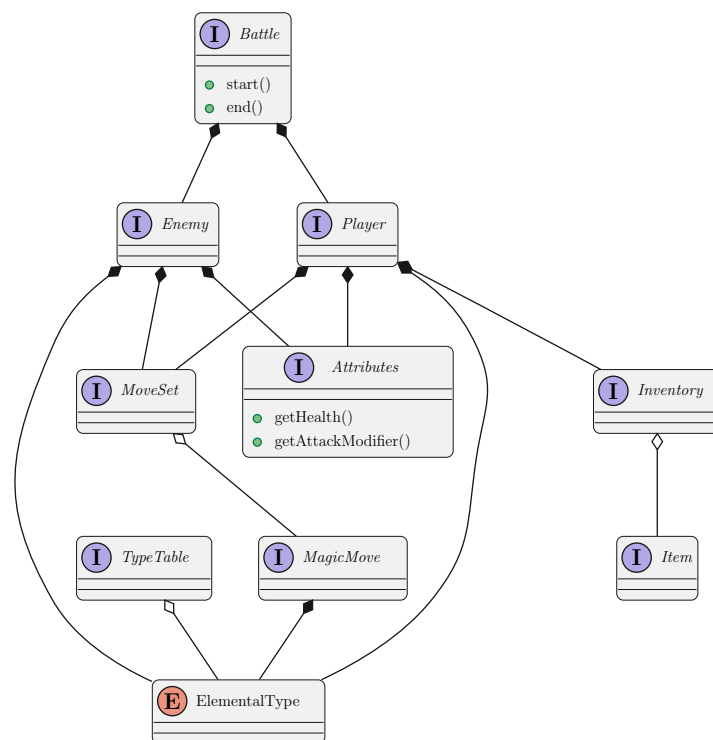 I Battle
start()
end()
I Enemy
I Player
I MoveSet
I Attributes
getHealth()
getAttackModifier()
I Inventory
I TypeTable
I MagicMove
I Item
E ElementalType